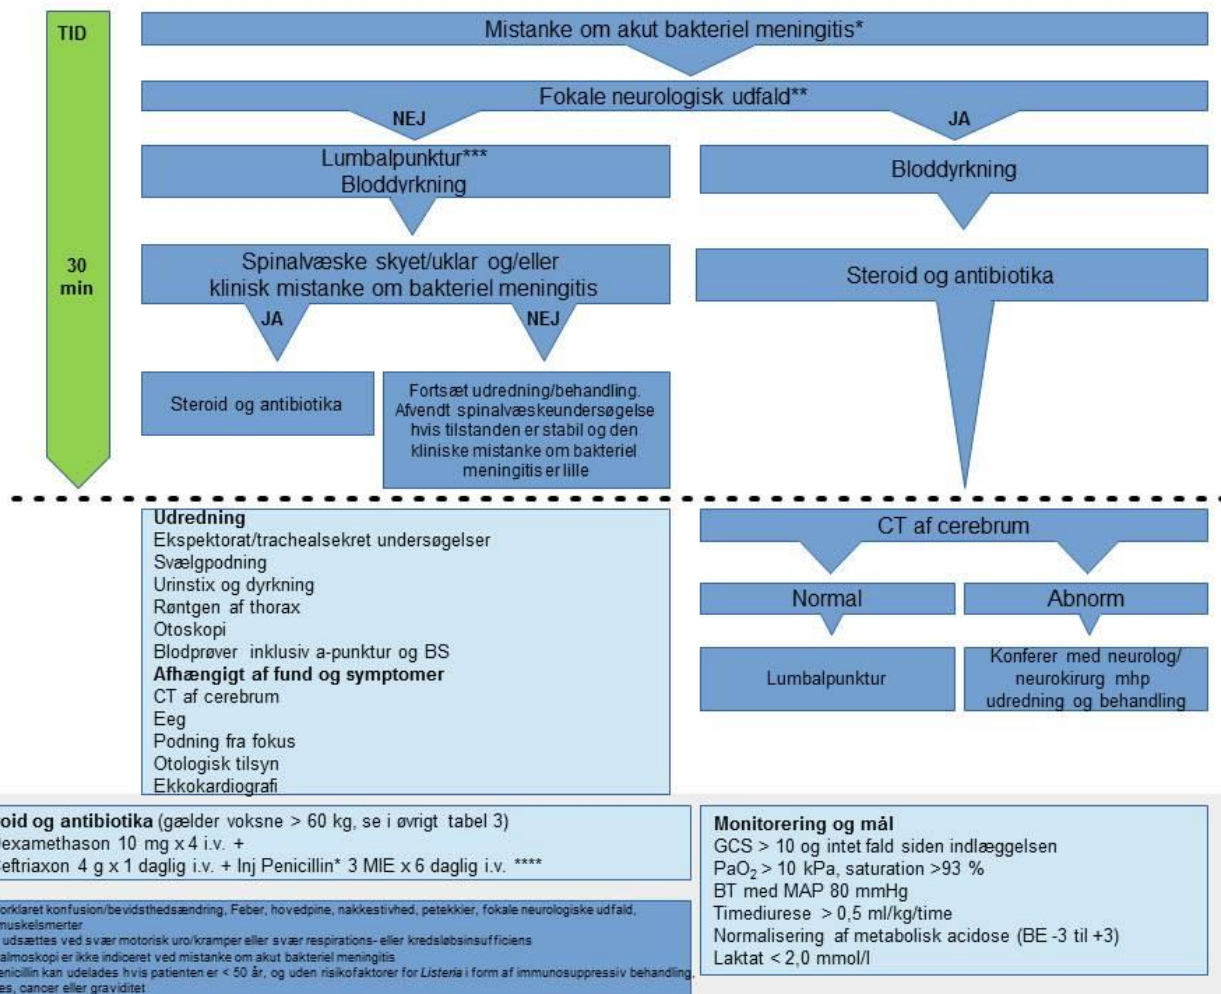 TID
Mistanke om akut bakteriel meningitis*
Fokale neurologisk udfald**
NEJ
JA
Lumbalpunktur***
Bloddyrkning
Bloddyrkning
30
min
Spinalvæske skyet/uklar og/eller
klinisk mistanke om bakteriel meningitis
Steroid og antibiotika
JA
NEJ
Steroid og antibiotika
Fortsæt udredning/behandling.
Afvendt spinalvæskeundersøgelse
hvis tilstanden er stabil og den
kliniske mistanke om bakteriel
meningitis er lille
Udredning
Ekspektorat/trachealsekret undersøgelser
Svælgpodning
Urinstix og dyrkning
Røntgen af thorax
Otoskopi
Blodprøver inklusiv a-punktur og BS
Afhængigt af fund og symptomer
CT af cerebrum
Eeg
Podning fra fokus
Otologisk tilsyn
Ekkokardiografi
CT af cerebrum
Normal
Abnorm
Lumbalpunktur
Konferer med neurolog/
neurokirurg mhp
udredning og behandling
roid og antibiotika (gælder voksne > 60 kg, se i øvrigt tabel 3)
examethason 10 mg x 4 i.v. +
eftriaxon 4 g x 1 daglig i.v. + Inj Penicillin* 3 MIE x 6 daglig i.v. ****
orklaret konfusion/bevidsthedsændring, Feber, hovedpine, nakkestivhed, petekkier, fokale neurologiske udfald,
muskelsmerter
udsættes ved svær motorisk uro/kramper eller svær respirations- eller kredsløbsinsufficiens
almoskopi er ikke indiceret ved mistanke om akut bakteriel meningitis
enicillin kan udelades hvis patienten er < 50 år, og uden risikofaktorer for Listeria i form af immunosuppressiv behandling,
es, cancer eller graviditet
Monitorering og mål
GCS > 10 og intet fald siden indlæggelsen
PaO₂ > 10 kPa, saturation >93 %
BT med MAP 80 mmHg
Timediurese > 0,5 ml/kg/time
Normalisering af metabolisk acidose (BE -3 til +3)
Laktat < 2,0 mmol/l